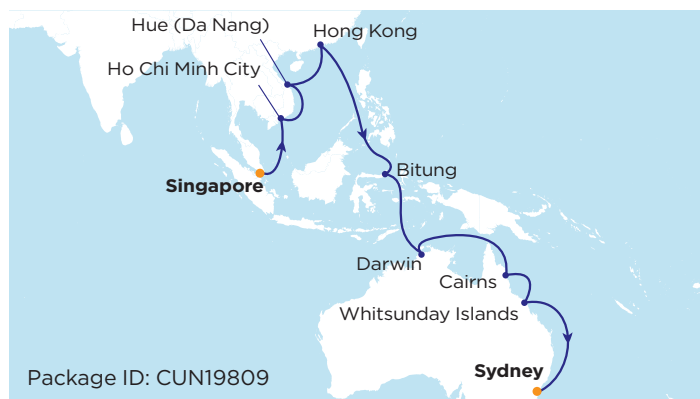 Hue (Da Nang)
Hong Kong
Ho Chi Minh City
Bitung
Singapore
Darwin
Cairns
Whitsunday Islands
Sydney
Package ID: CUN19809